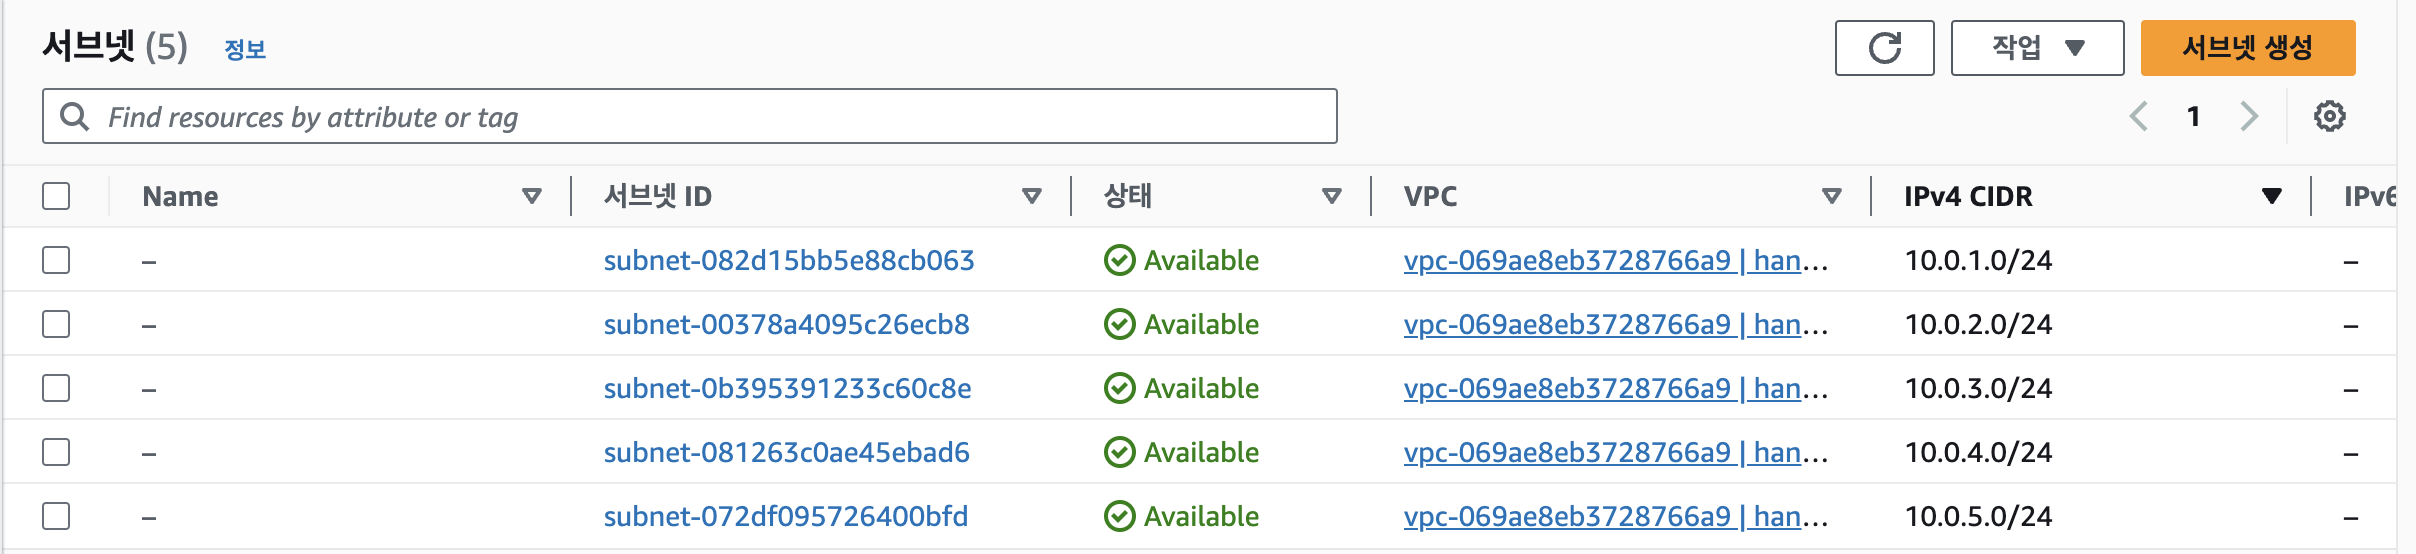 서브넷 (5) 정보
작업 서브넷 생성
Find resources by attribute or tag
1
Name 서브넷 ID 상태 VPC IPv4 CIDR IPv6
– subnet-082d15bb5e88cb063 Available vpc-069ae8eb3728766a9 | han... 10.0.1.0/24 –
– subnet-00378a4095c26ecb8 Available vpc-069ae8eb3728766a9 | han... 10.0.2.0/24 –
– subnet-0b395391233c60c8e Available vpc-069ae8eb3728766a9 | han... 10.0.3.0/24 –
– subnet-081263c0ae45ebad6 Available vpc-069ae8eb3728766a9 | han... 10.0.4.0/24 –
– subnet-072df095726400bfd Available vpc-069ae8eb3728766a9 | han... 10.0.5.0/24 –